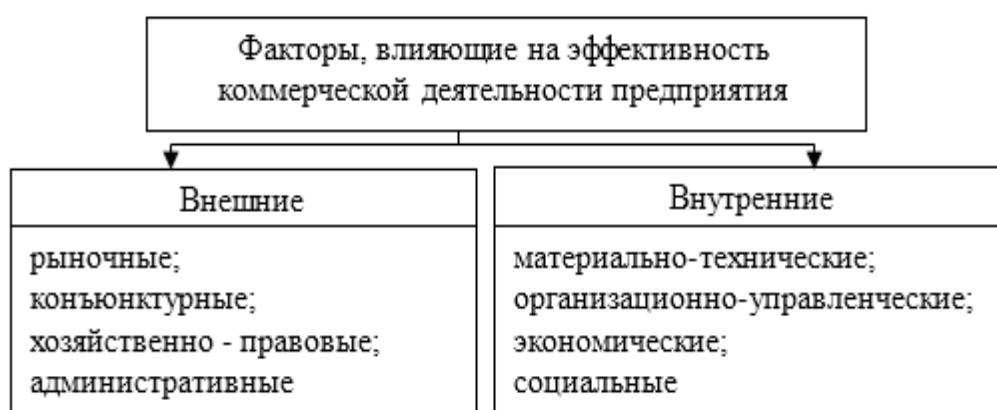 Факторы, влияющие на эффективность
коммерческой деятельности предприятия
Внешние
рыночные;
конъюнктурные;
хозяйственно - правовые;
административные
Внутренние
материально-технические;
организационно-управленческие;
экономические;
социальные